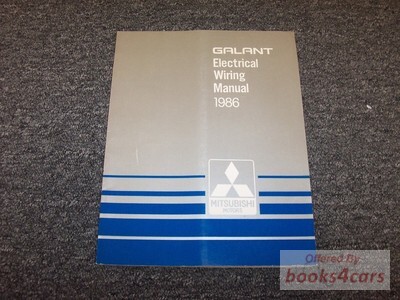 GALANT
Electrical
Wiring
Manual
1986
MITSUBISHI
MOTORS
Offered By
books4cars